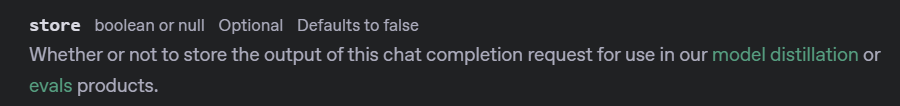 store boolean or null Optional Defaults to false
Whether or not to store the output of this chat completion request for use in our model distillation or
evals products.